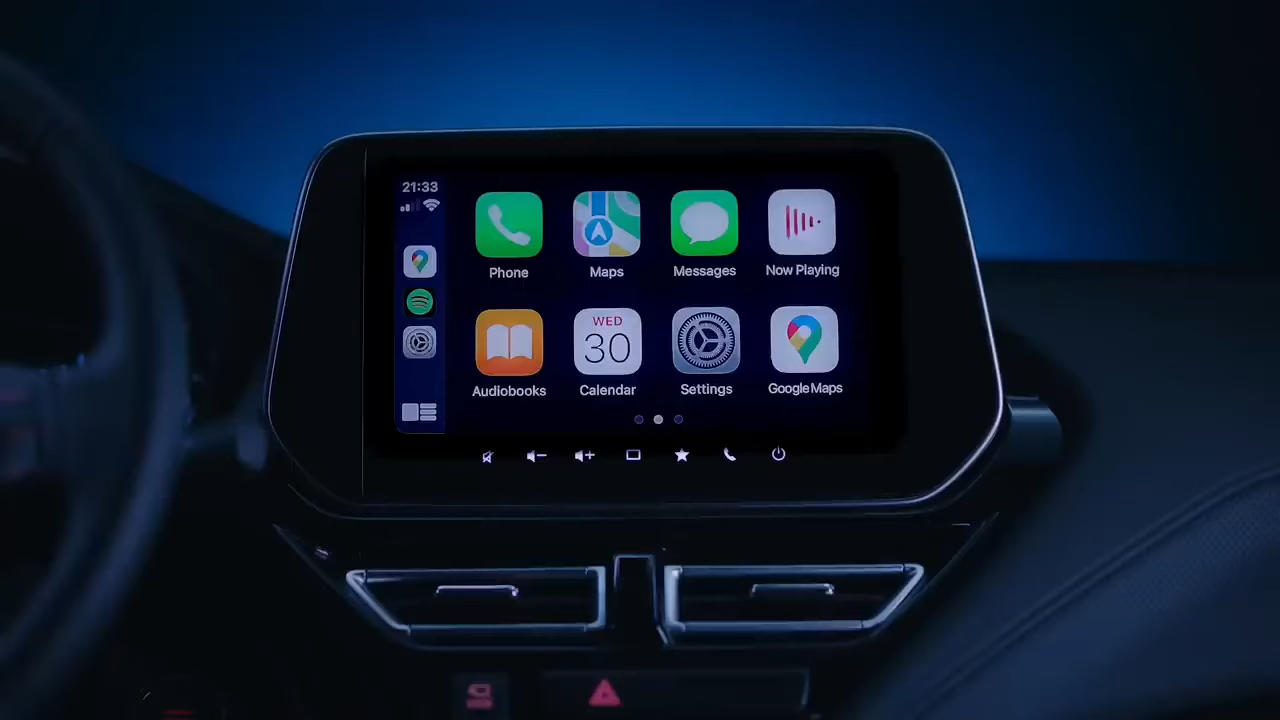 21:33
Phone
Maps
Messages
Now Playing
WED
30
Audiobooks
Calendar
Settings
Google Maps